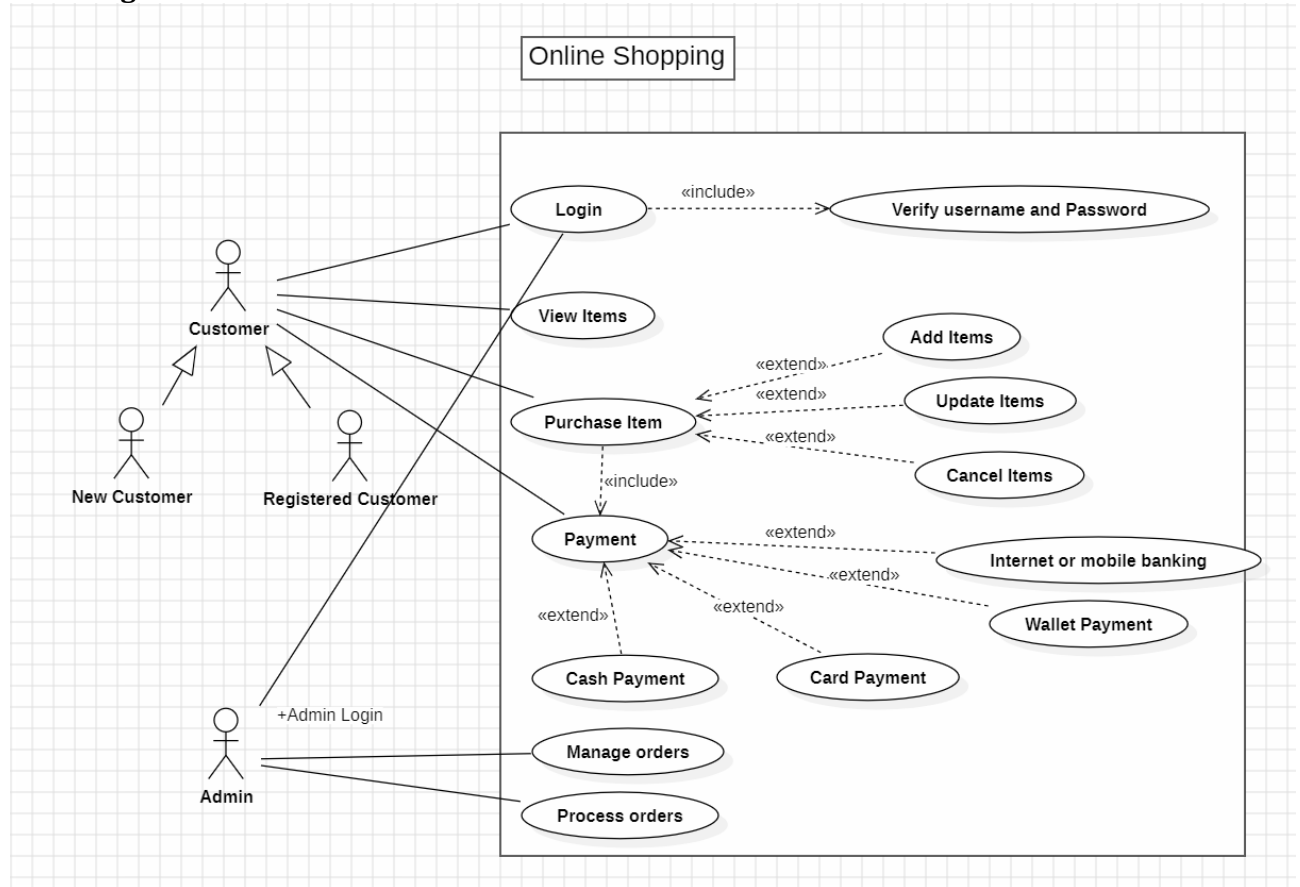 Online Shopping
«include»
Login
Verify username and Password
View Items
Customer
Add Items
«extend»
«extend»
Update Items
Purchase Item
«extend»
Cancel Items
«include»
New Customer
Registered Customer
Payment
«extend»
Internet or mobile banking
«extend»
«extend»
«extend»
Wallet Payment
Cash Payment
Card Payment
+Admin Login
Manage orders
Admin
Process orders